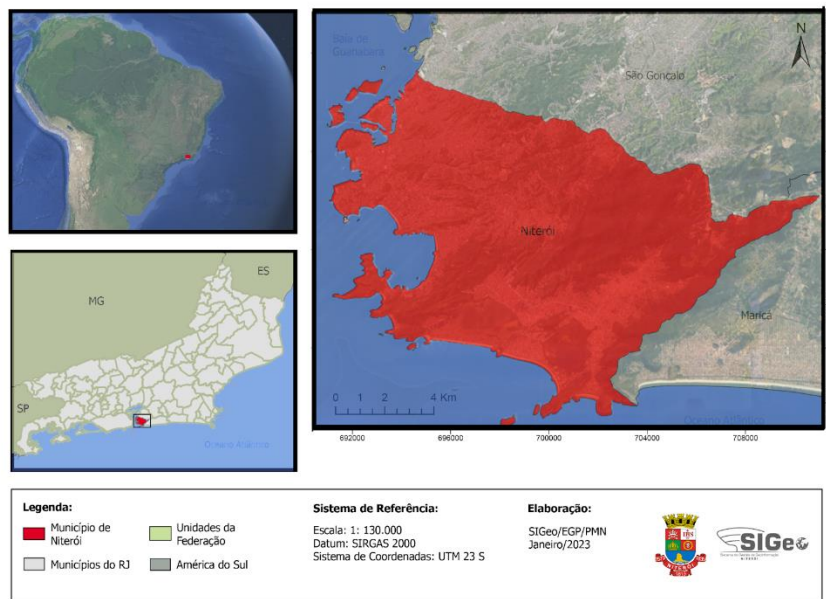 Baía de
Guanabara
São Gonçalo
N
Niterói
Maricá
Oceano Atlântico
0 1 2 4 Km
692000 696000 700000 704000 708000
ES
MG
SP
Oceano Atlântico
Legenda:
Município de
Niterói
Unidades da
Federação
Municípios do RJ
América do Sul
Sistema de Referência:
Escala: 1: 130.000
Datum: SIRGAS 2000
Sistema de Coordenadas: UTM 23 S
Elaboração:
SIGeo/EGP/PMN
Janeiro/2023
NITERÓI
SIGeo
NITERÓI